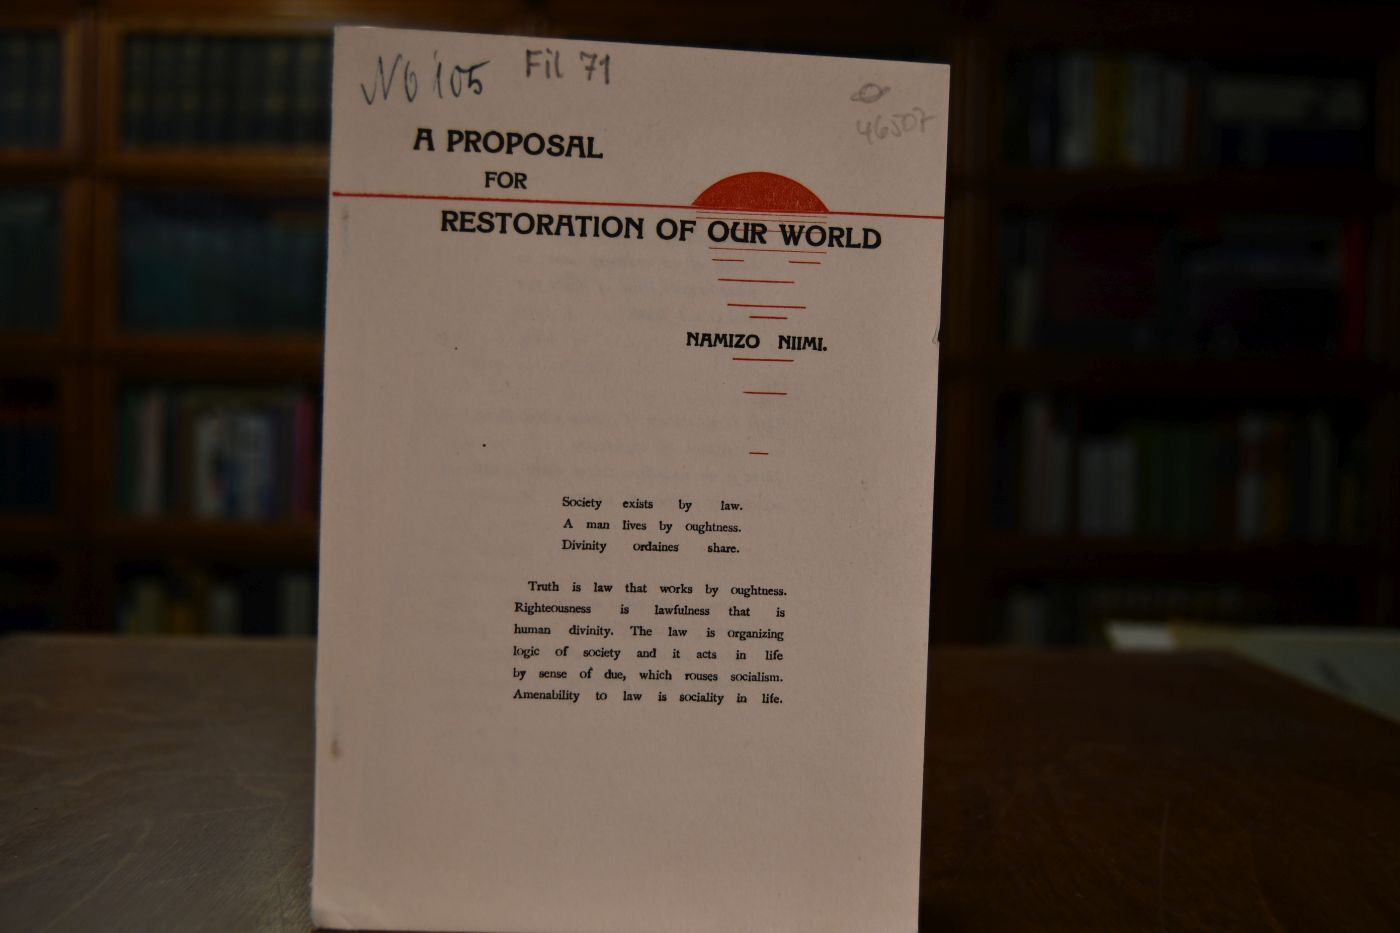 No 105 Fil 71
46507
A PROPOSAL
FOR
RESTORATION OF OUR WORLD
NAMIZO NIIMI.
Society exists by law.
A man lives by oughtness.
Divinity ordaines share.
Truth is law that works by oughtness.
Righteousness is lawfulness that is
human divinity. The law is organizing
logic of society and it acts in life
by sense of due, which rouses socialism.
Amenability to law is sociality in life.